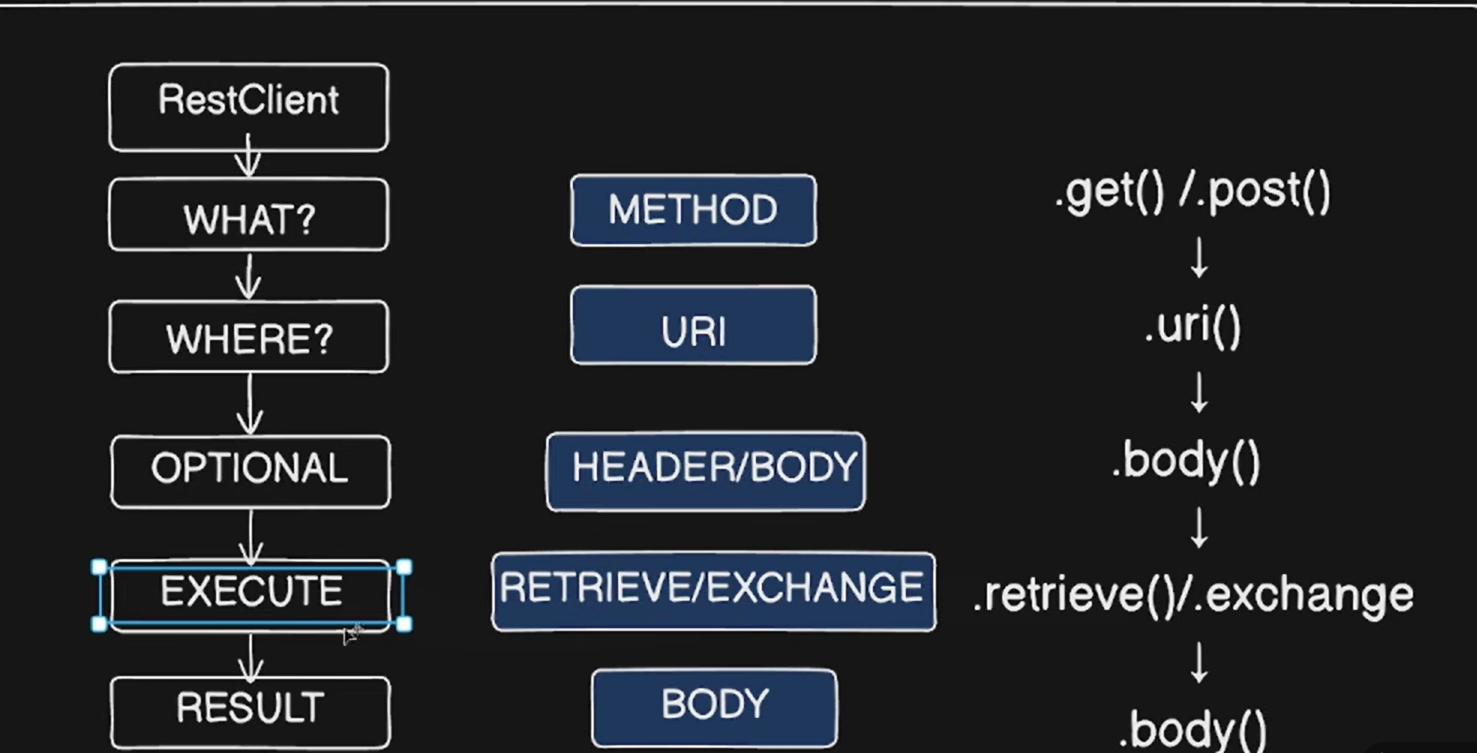 RestClient
WHAT?
METHOD
.get() /.post()
↓
WHERE?
URI
.uri()
↓
OPTIONAL
HEADER/BODY
.body()
↓
EXECUTE
RETRIEVE/EXCHANGE
.retrieve()/.exchange
↓
RESULT
BODY
.body()